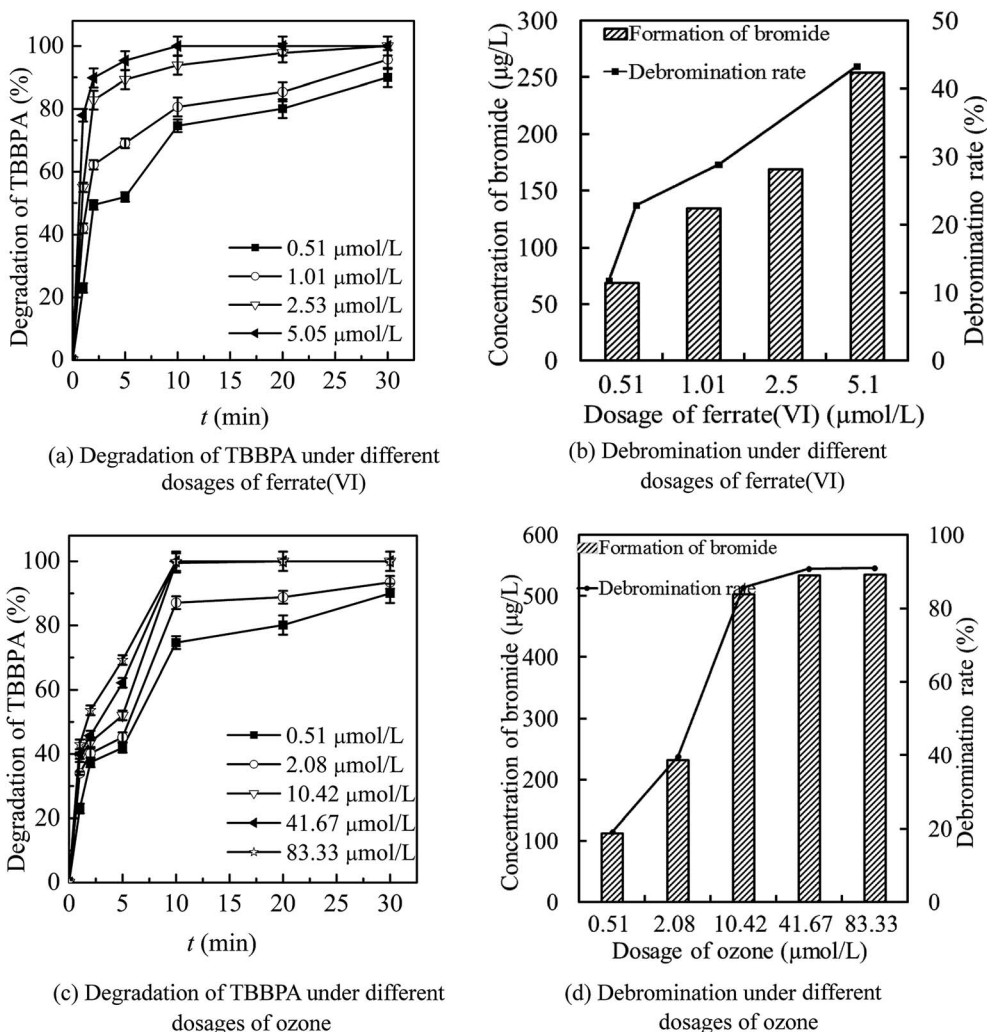 Degradation of TBBPA (%)
100
80
60
40
20
0
0.51 μmol/L
1.01 μmol/L
2.53 μmol/L
5.05 μmol/L
0 5 10 15 20 25 30
t (min)
(a) Degradation of TBBPA under different
dosages of ferrate(VI)
Concentration of bromide (μg/L)
300
250
200
150
100
50
0
Formation of bromide
Debromination rate
50
40
30
20
10
0
Debrominatino rate (%)
0.51 1.01 2.5 5.1
Dosage of ferrate(VI) (μmol/L)
(b) Debromination under different
dosages of ferrate(VI)
Degradation of TBBPA (%)
100
80
60
40
20
0
0.51 μmol/L
2.08 μmol/L
10.42 μmol/L
41.67 μmol/L
83.33 μmol/L
0 5 10 15 20 25 30
t (min)
(c) Degradation of TBBPA under different
dosages of ozone
Concentration of bromide (μg/L)
600
500
400
300
200
100
0
Formation of bromide
Debromination rate
100
80
60
40
20
0
Debrominatino rate (%)
0.51 2.08 10.42 41.67 83.33
Dosage of ozone (μmol/L)
(d) Debromination under different
dosages of ozone